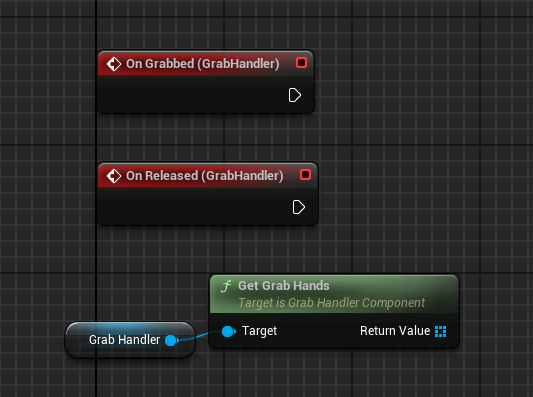 On Grabbed (GrabHandler)
On Released (GrabHandler)
Get Grab Hands
Target is Grab Handler Component
Target Return Value
Grab Handler